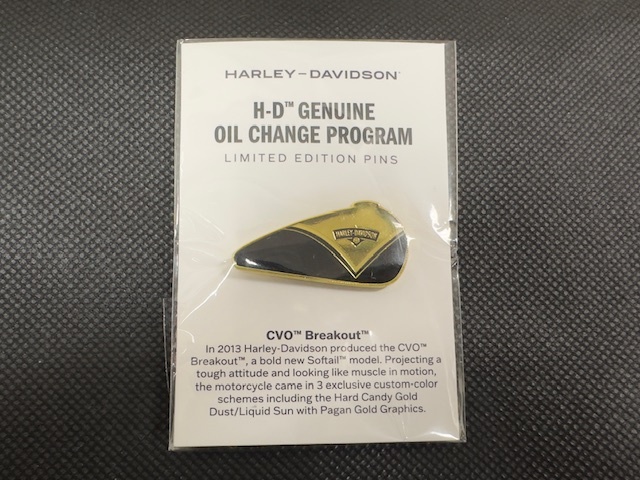 HARLEY–DAVIDSON
H-D™ GENUINE
OIL CHANGE PROGRAM
LIMITED EDITION PINS
HARLEY-DAVIDSON
CVO™ Breakout™
In 2013 Harley-Davidson produced the CVO™
Breakout™, a bold new Softail™ model. Projecting a
tough attitude and looking like muscle in motion,
the motorcycle came in 3 exclusive custom-color
schemes including the Hard Candy Gold
Dust/Liquid Sun with Pagan Gold Graphics.